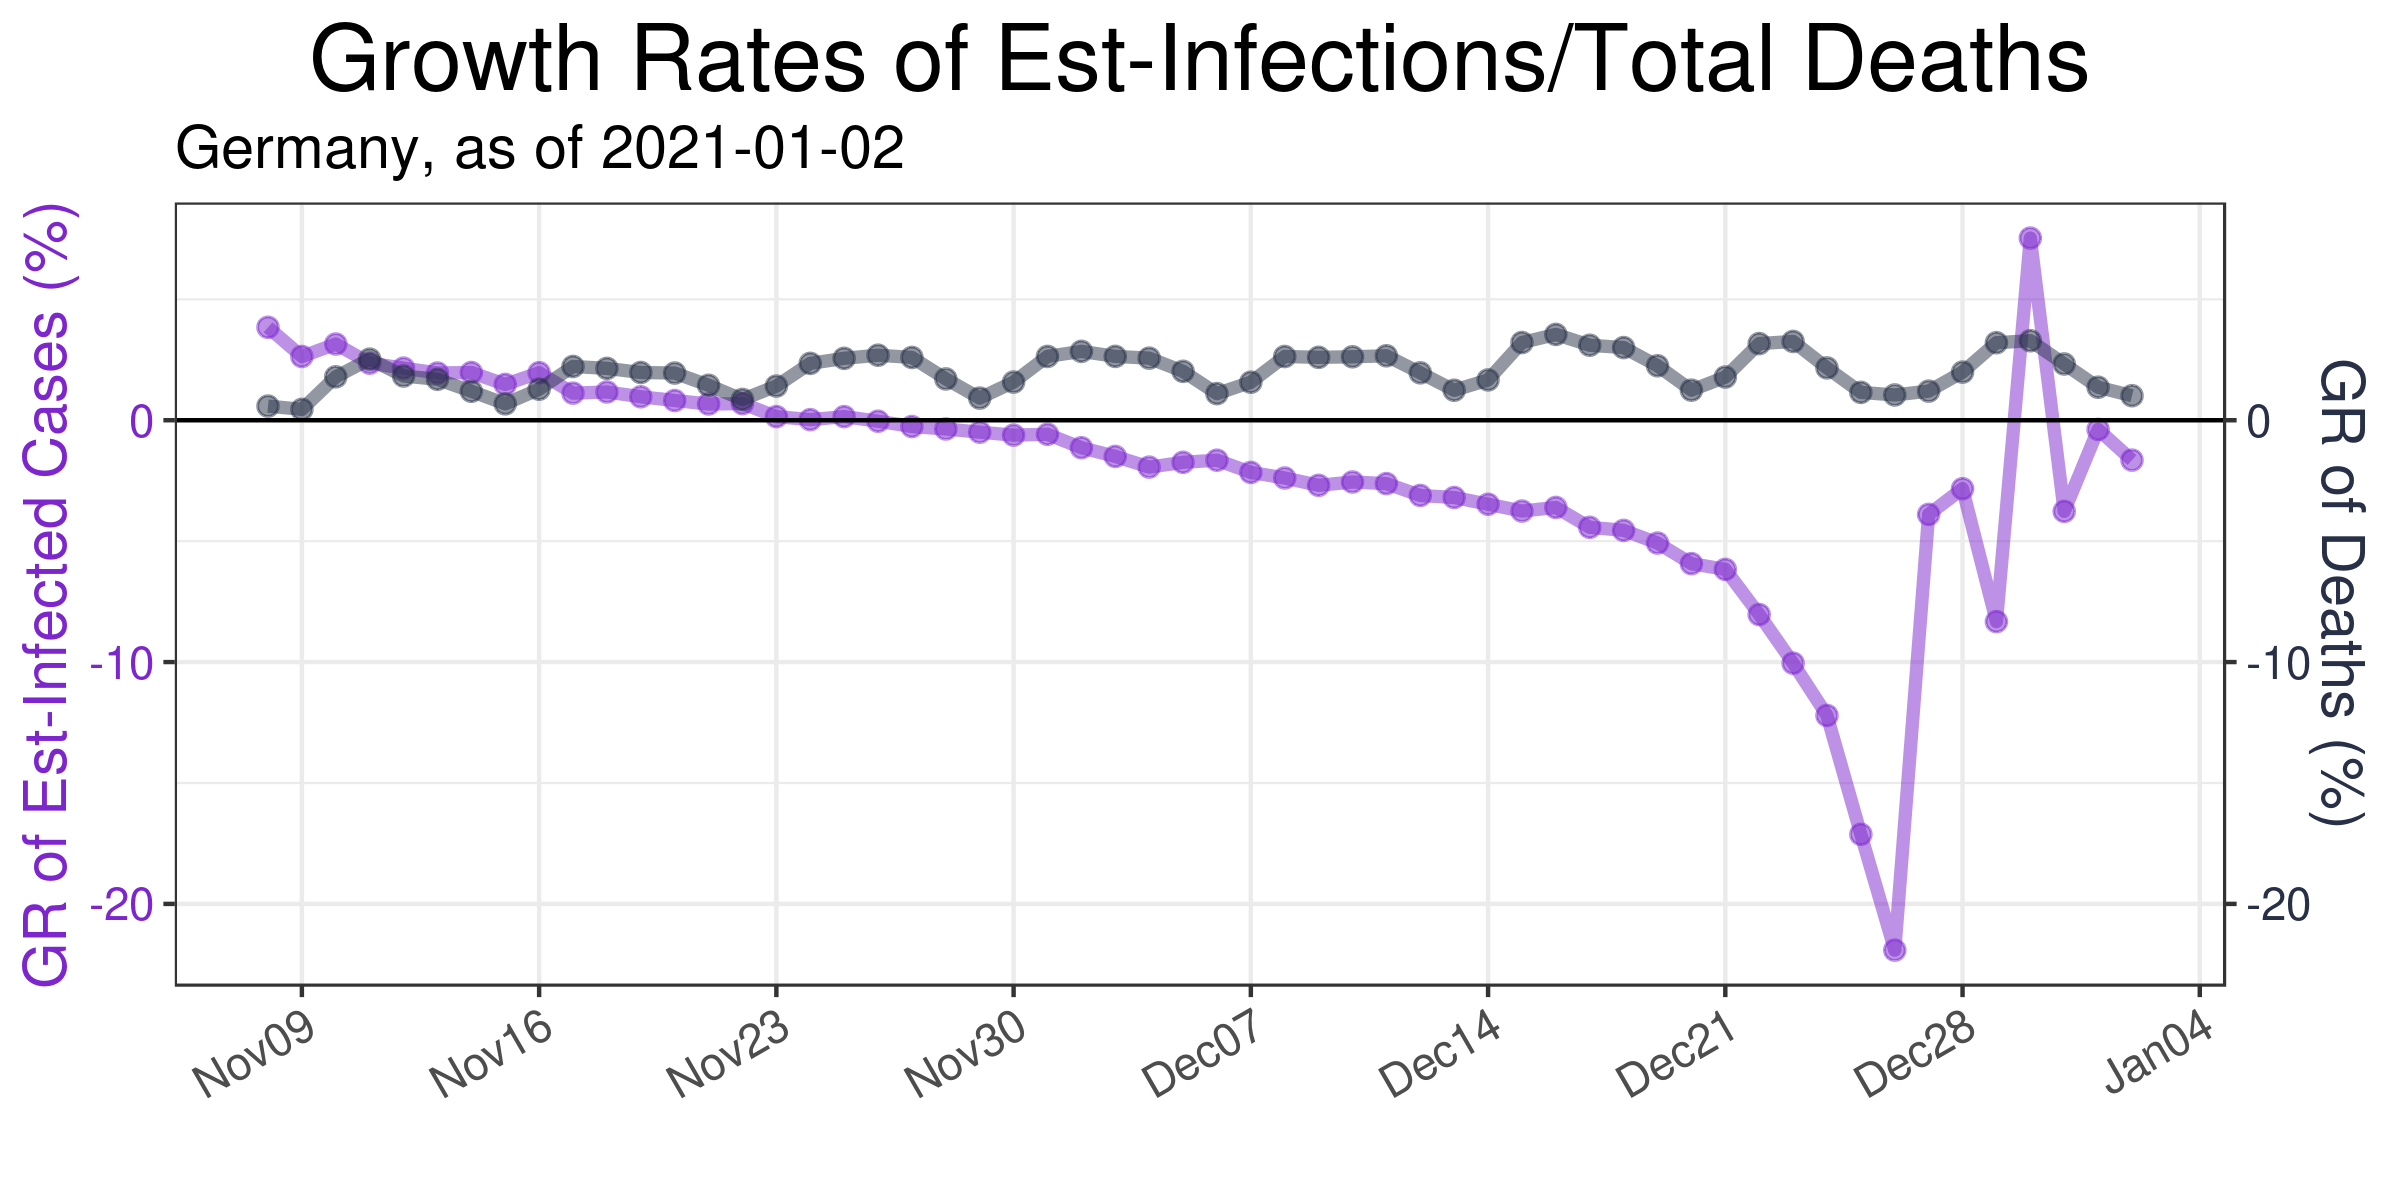 Growth Rates of Est-Infections/Total Deaths
Germany, as of 2021-01-02
GR of Est-Infected Cases (%)
0
-10
-20
0
-10
-20
GR of Deaths (%)
Nov09
Nov16
Nov23
Nov30
Dec07
Dec14
Dec21
Dec28
Jan04